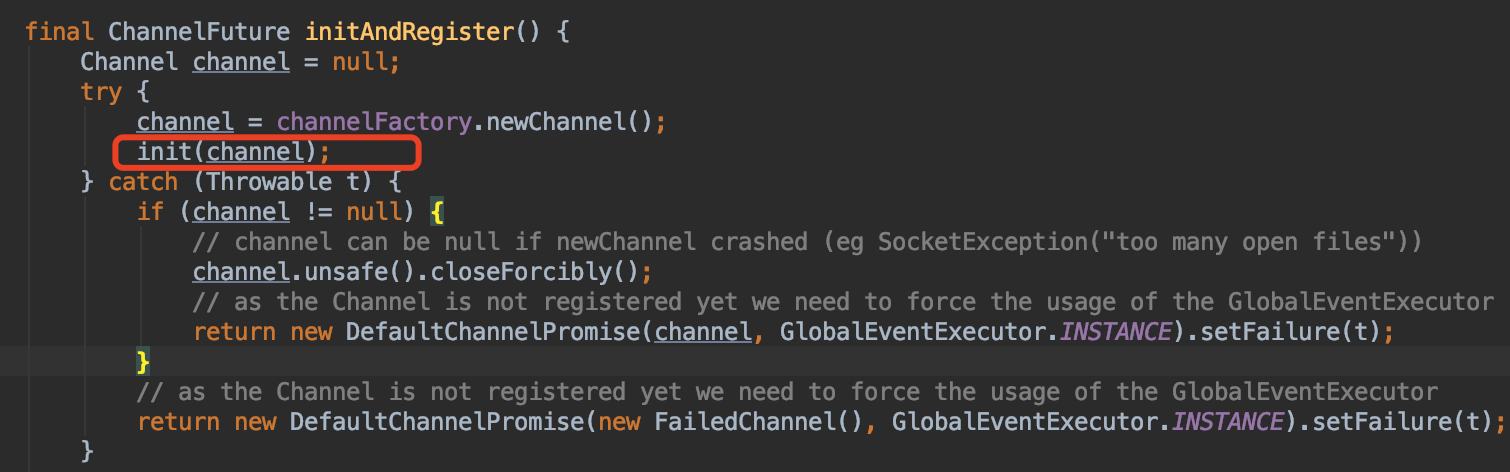 final ChannelFuture initAndRegister() {
    Channel channel = null;
    try {
        channel = channelFactory.newChannel();
        init(channel);
    } catch (Throwable t) {
        if (channel != null) {
            // channel can be null if newChannel crashed (eg SocketException("too many open files"))
            channel.unsafe().closeForcibly();
            // as the Channel is not registered yet we need to force the usage of the GlobalEventExecutor
            return new DefaultChannelPromise(channel, GlobalEventExecutor.INSTANCE).setFailure(t);
        }
        // as the Channel is not registered yet we need to force the usage of the GlobalEventExecutor
        return new DefaultChannelPromise(new FailedChannel(), GlobalEventExecutor.INSTANCE).setFailure(t);
    }